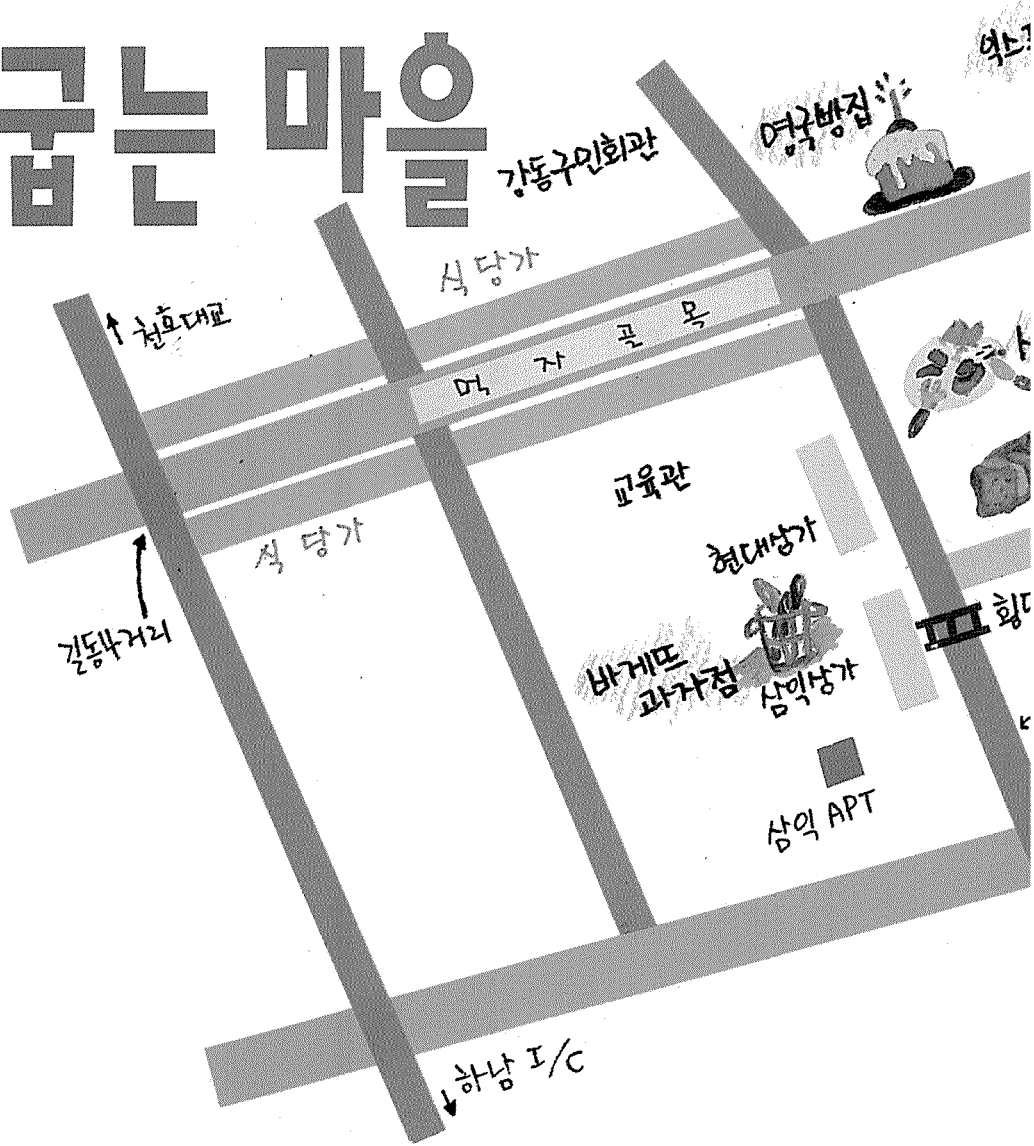 굽는 마을
강동구민회관
영국빵집
식당가
천호대교
먹자골목
교육관
식당가
현대상가
길동사거리
바게뜨
과자점
삼익상가
삼익 APT
하남 I/C